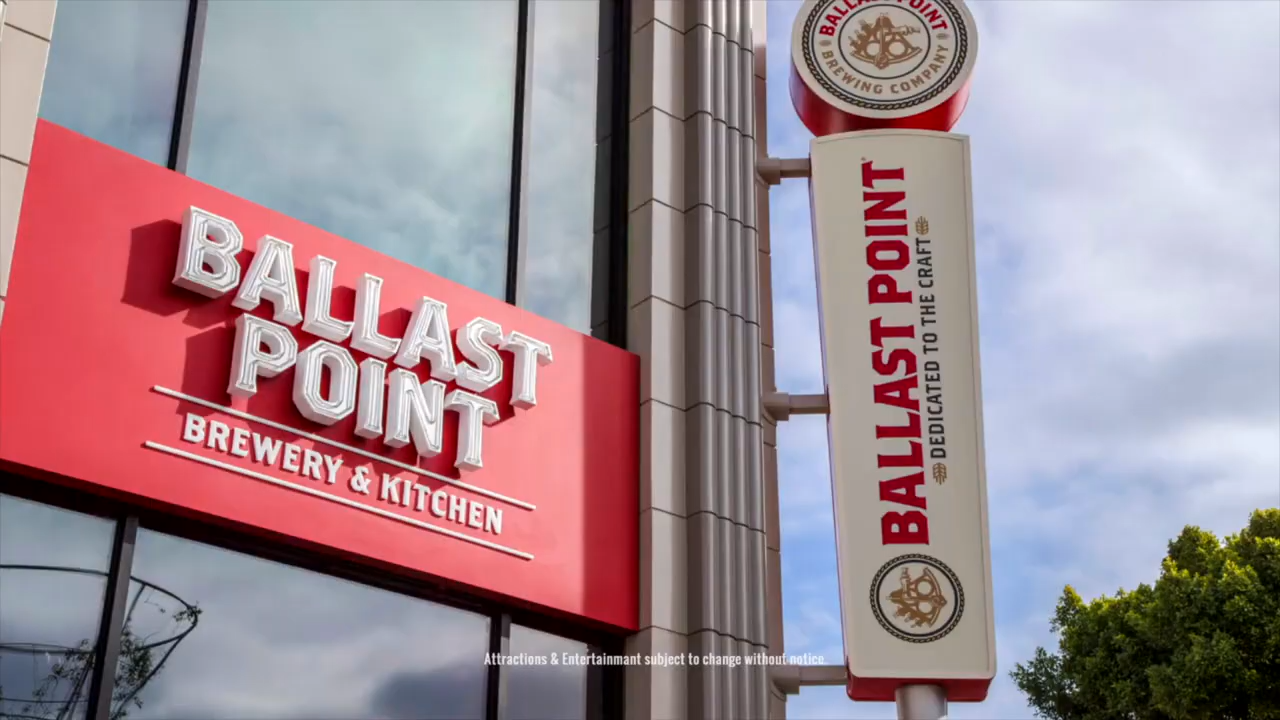 BALLAST
POINT
BREWERY & KITCHEN
BALLAST POINT
BREWING COMPANY
BALLAST POINT
DEDICATED TO THE CRAFT
Attractions & Entertainmant subject to change without notice.